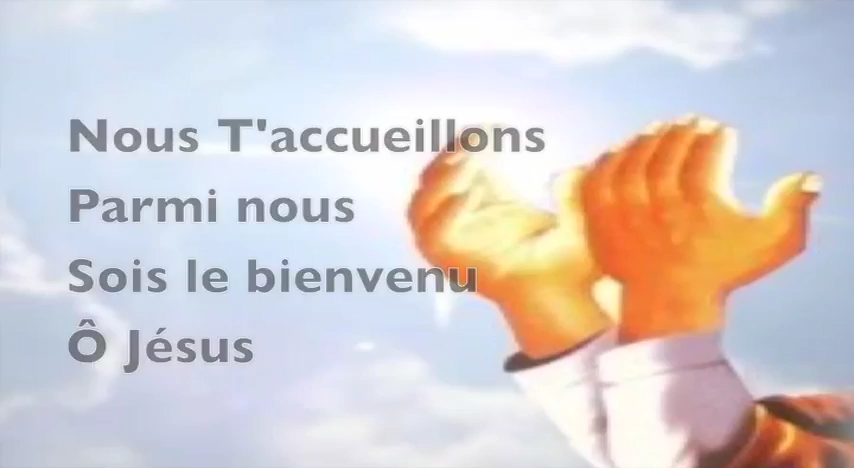 Nous T'accueillons
Parmi nous
Sois le bienvenu
Ô Jésus